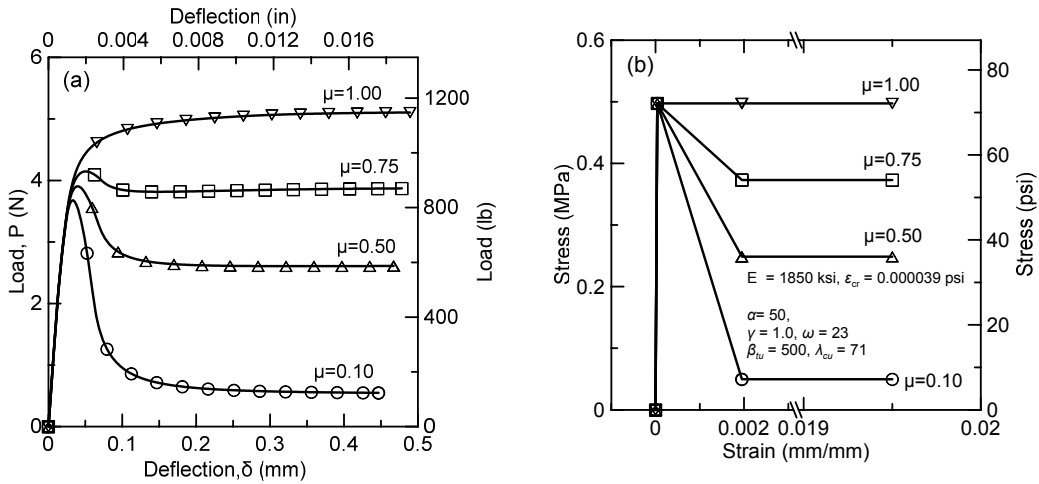 Deflection (in)
0 0.004 0.008 0.012 0.016
(a)
Load, P (N)
6
4
2
0
Load (lb)
1200
800
400
0
μ=1.00
μ=0.75
μ=0.50
μ=0.10
0 0.1 0.2 0.3 0.4 0.5
Deflection,δ (mm)
(b)
Stress (MPa)
0.6
0.4
0.2
0
Stress (psi)
80
60
40
20
0
μ=1.00
μ=0.75
μ=0.50
E = 1850 ksi, εcr = 0.000039 psi
α= 50,
γ = 1.0, ω = 23
βtu = 500, λcu = 71
μ=0.10
0 0.002 0.019 0.02
Strain (mm/mm)